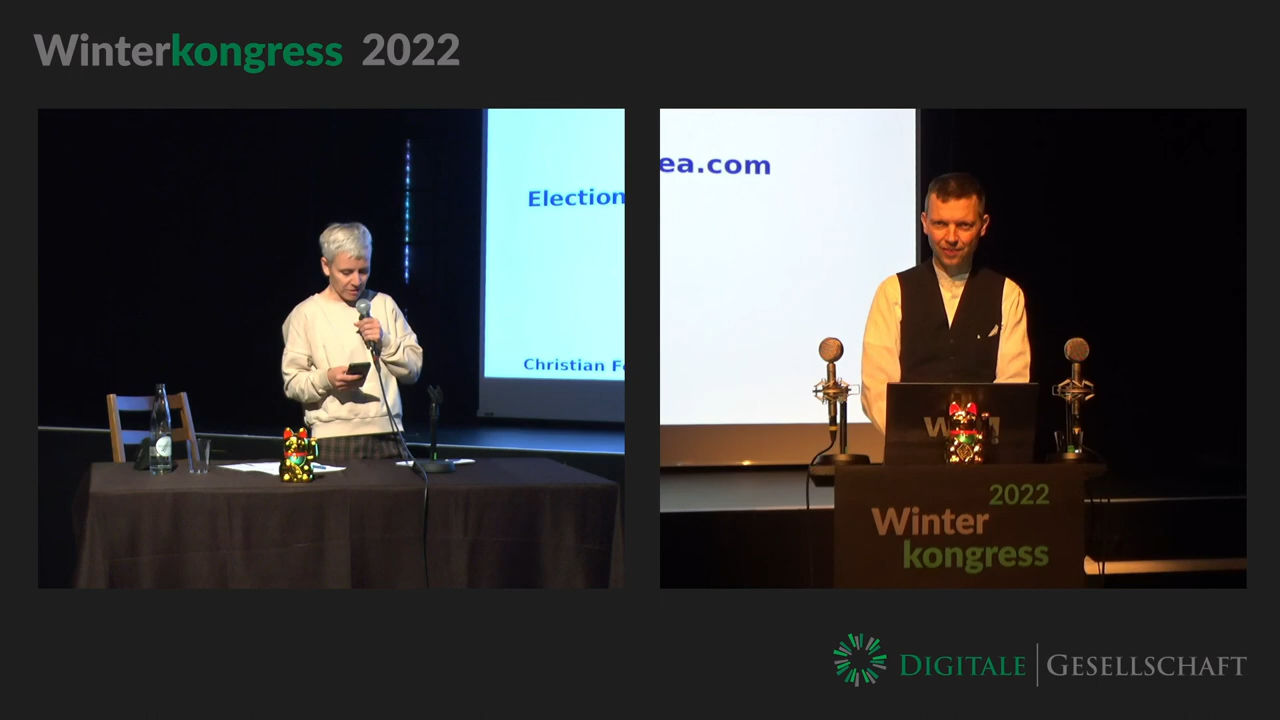 Winterkongress 2022
Election
Christian F
ea.com
2022
Winter
kongress
DIGITALE GESELLSCHAFT